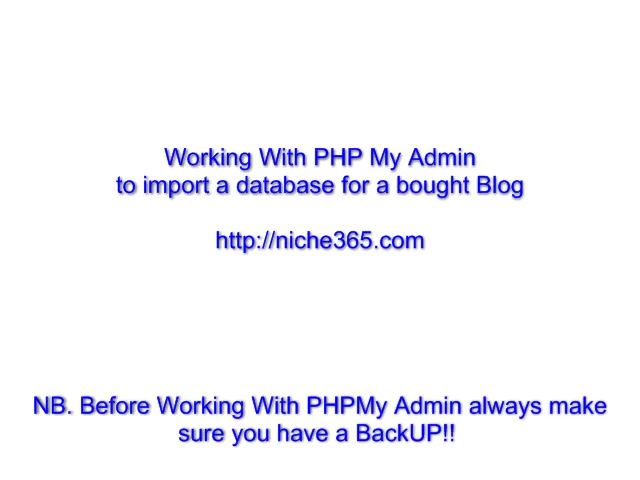 Working With PHP My Admin
to import a database for a bought Blog
http://niche365.com
NB. Before Working With PHPMy Admin always make
sure you have a BackUP!!